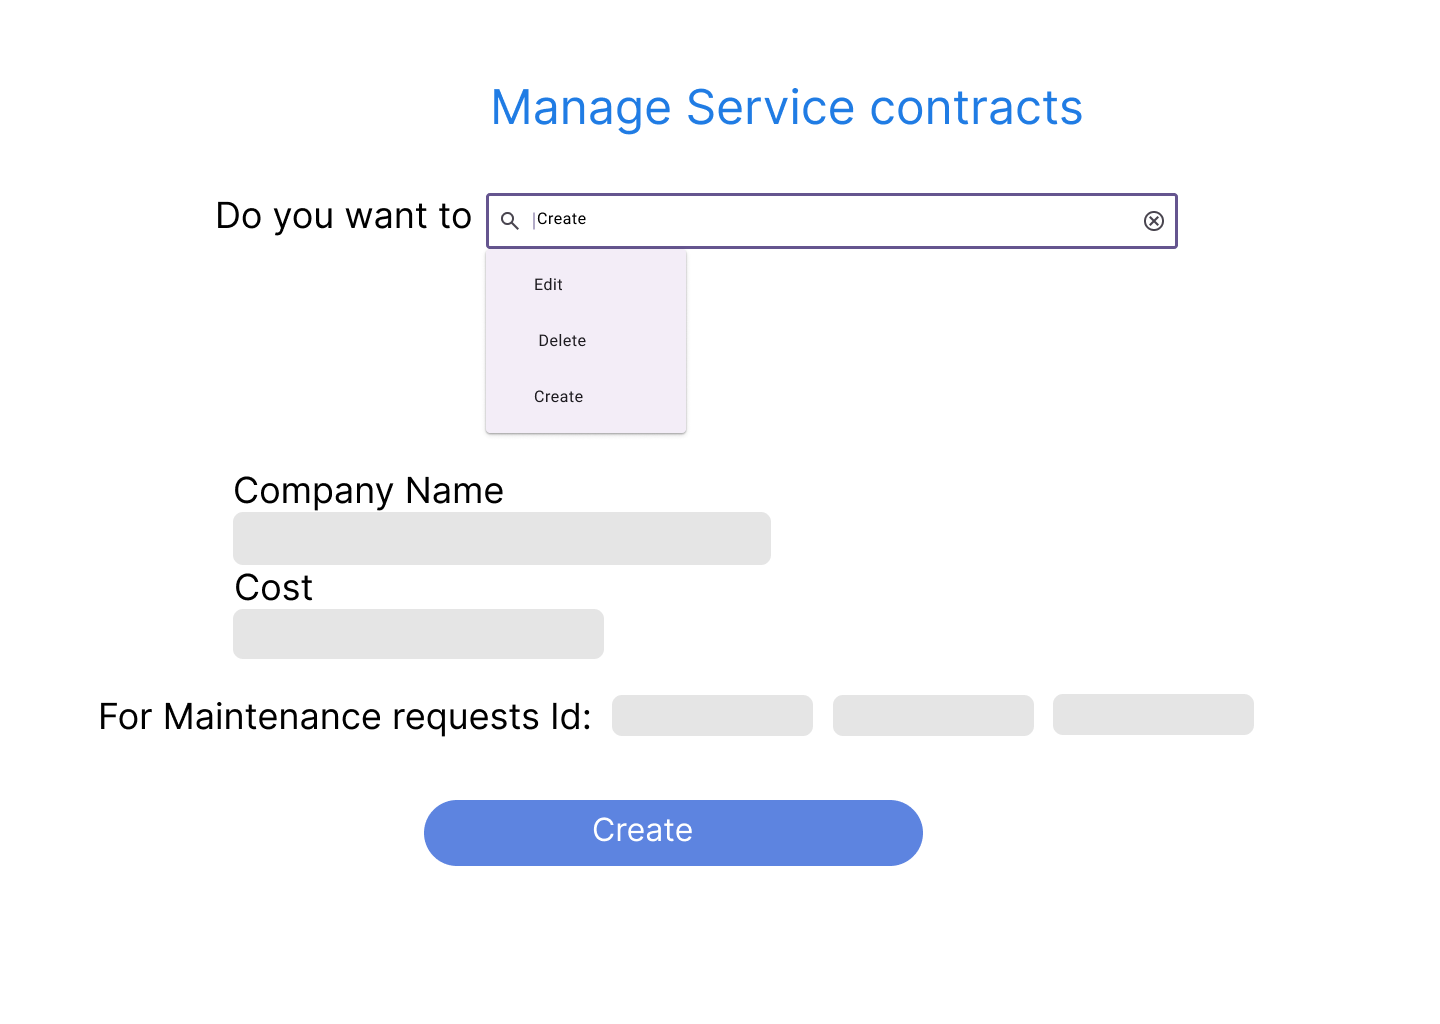 Manage Service contracts
Do you want to
Create
Edit
Delete
Create
Company Name
Cost
For Maintenance requests Id:
Create